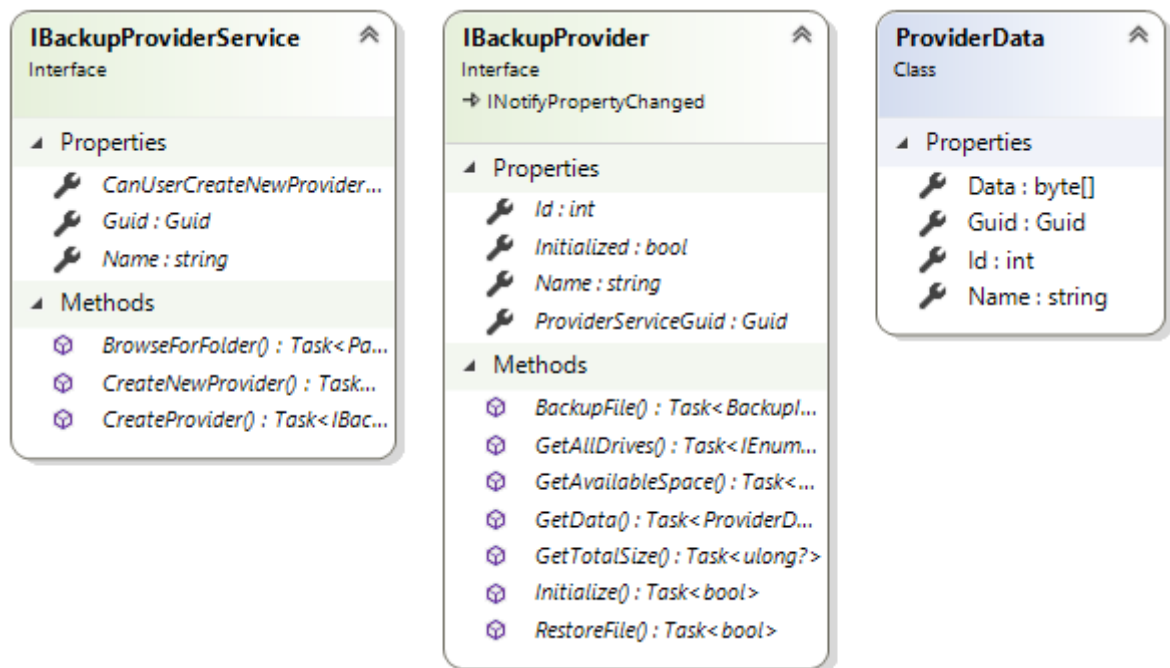 IBackupProviderService
Interface
Properties
CanUserCreateNewProvider...
Guid : Guid
Name : string
Methods
BrowseForFolder() : Task<Pa...
CreateNewProvider() : Task...
CreateProvider() : Task<IBac...
IBackupProvider
Interface
INotifyPropertyChanged
Properties
Id : int
Initialized : bool
Name : string
ProviderServiceGuid : Guid
Methods
BackupFile() : Task<BackupI...
GetAllDrives() : Task<IEnum...
GetAvailableSpace() : Task<...
GetData() : Task<ProviderD...
GetTotalSize() : Task<ulong?>
Initialize() : Task<bool>
RestoreFile() : Task<bool>
ProviderData
Class
Properties
Data : byte[]
Guid : Guid
Id : int
Name : string